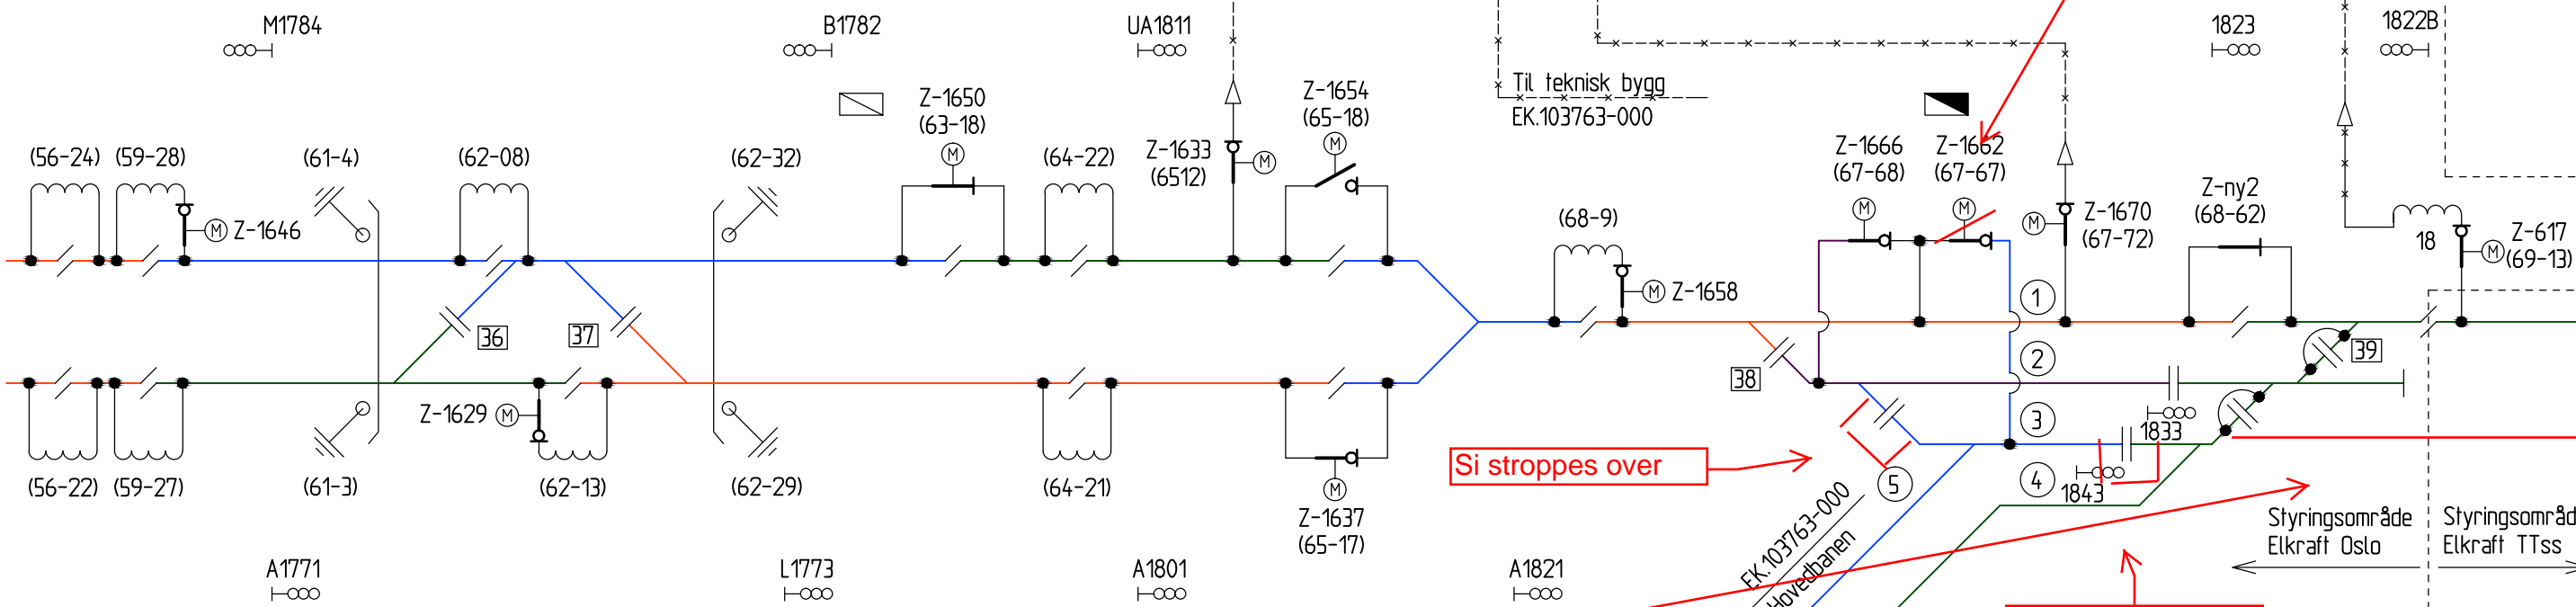 M1784
B1782
UA1811
1823
1822B
Til teknisk bygg
EK.103763-000
Z-1650
(63-18)
Z-1654
(65-18)
Z-1633
(6512)
Z-1666
(67-68)
Z-1662
(67-67)
(56-24)
(59-28)
(61-4)
(62-08)
(62-32)
(64-22)
M
M
M
M
M
Z-1646
M
(68-9)
M
Z-1658
M
Z-1670
(67-72)
Z-ny2
(68-62)
18
M
Z-617
(69-13)
1
2
3
4
5
36
37
38
39
Z-1629
M
(56-22)
(59-27)
(61-3)
(62-13)
(62-29)
(64-21)
M
Z-1637
(65-17)
Si stroppes over
1833
1843
EK.103763-000
Hovedbanen
Styringsområde
Elkraft Oslo
Styringsområd
Elkraft TTss
A1771
L1773
A1801
A1821